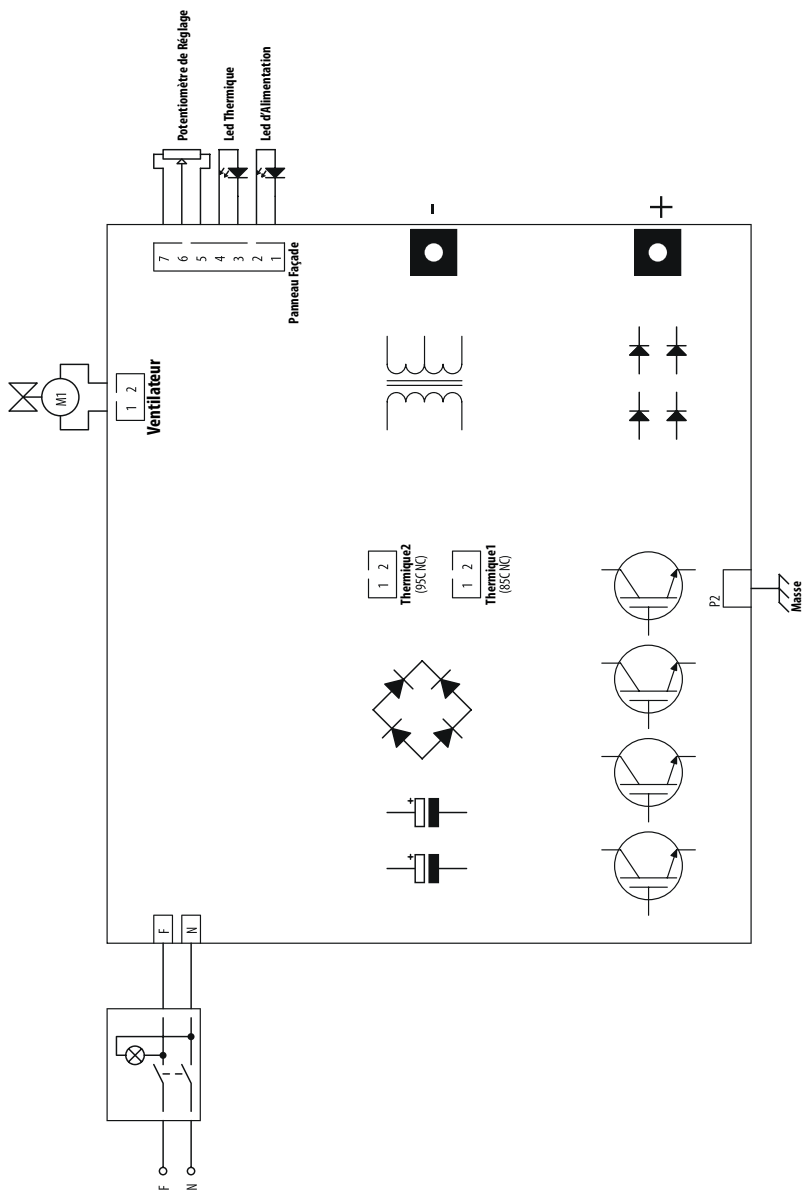 Potentiomètre de Réglage
Led Thermique
Led d'Alimentation
7
6
5
4
3
2
1
Panneau Façade
M1
1 2
Ventilateur
-
+
1 2
Thermique2
(95C NC)
1 2
Thermique1
(85C NC)
P2
Masse
+
+
F
N
F
N